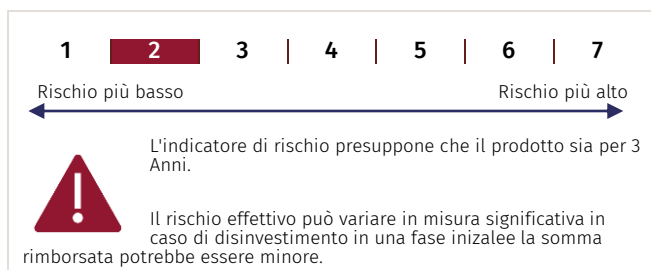 1 2 3 4 5 6 7
Rischio più basso Rischio più alto
L'indicatore di rischio presuppone che il prodotto sia per 3
Anni.
Il rischio effettivo può variare in misura significativa in
caso di disinvestimento in una fase inizalee la somma
rimborsata potrebbe essere minore.